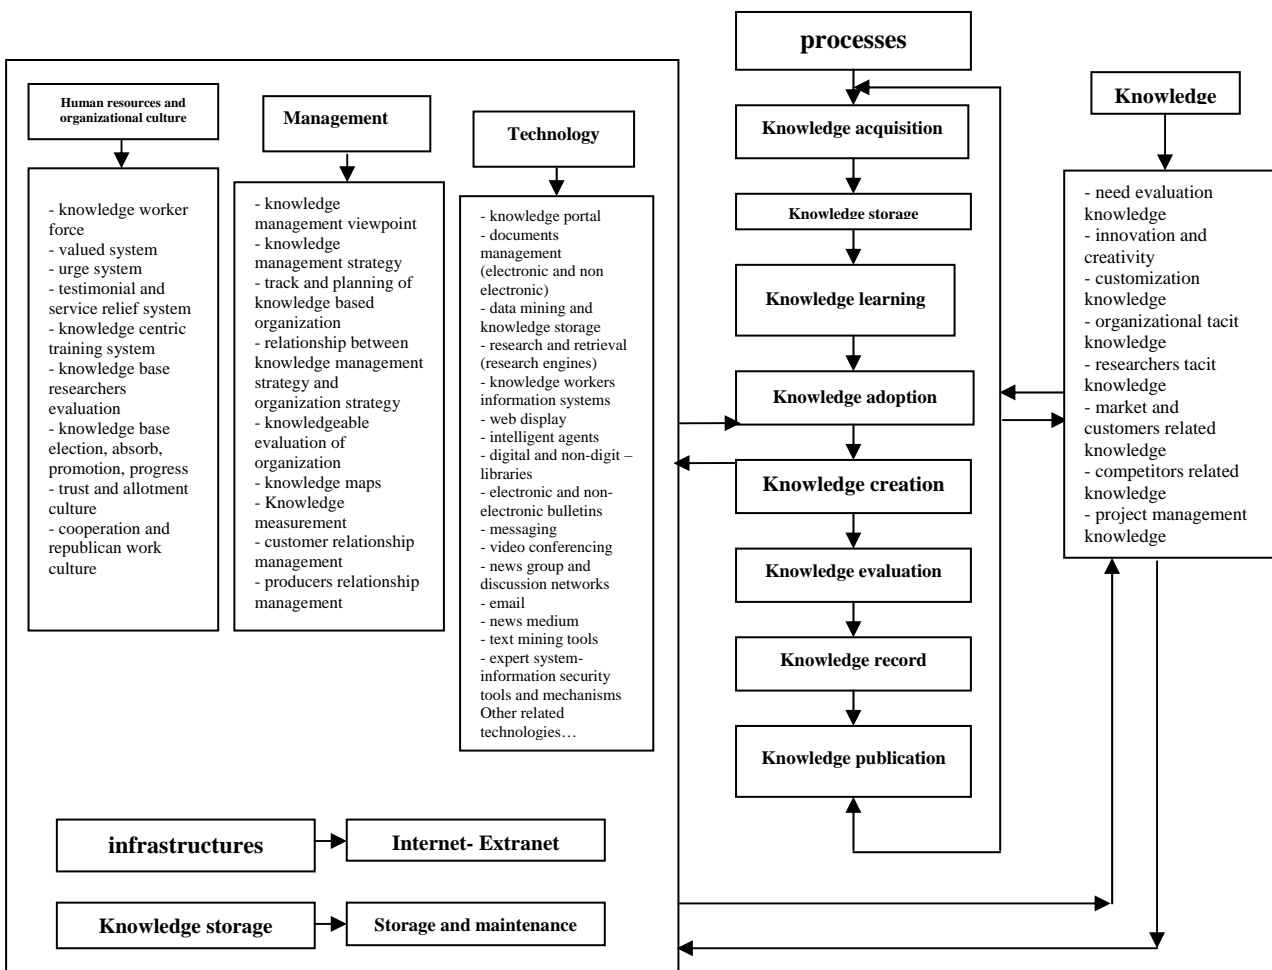 processes
Human resources and
organizational culture
Management
Technology
Knowledge
- knowledge worker
force
- valued system
- urge system
- testimonial and
service relief system
- knowledge centric
training system
- knowledge base
researchers
evaluation
- knowledge base
election, absorb,
promotion, progress
- trust and allotment
culture
- cooperation and
republican work
culture
- knowledge
management viewpoint
- knowledge
management strategy
- track and planning of
knowledge based
organization
- relationship between
knowledge management
strategy and
organization strategy
- knowledgeable
evaluation of
organization
- knowledge maps
- Knowledge
measurement
- customer relationship
management
- producers relationship
management
- knowledge portal
- documents
management
(electronic and non
electronic)
- data mining and
knowledge storage
- research and retrieval
(research engines)
- knowledge workers
information systems
- web display
- intelligent agents
- digital and non-digit –
libraries
- electronic and non-
electronic bulletins
- messaging
- video conferencing
- news group and
discussion networks
- email
- news medium
- text mining tools
- expert system-
information security
tools and mechanisms
Other related
technologies…
Knowledge acquisition
Knowledge storage
Knowledge learning
Knowledge adoption
Knowledge creation
Knowledge evaluation
Knowledge record
Knowledge publication
- need evaluation
knowledge
- innovation and
creativity
- customization
knowledge
- organizational tacit
knowledge
- researchers tacit
knowledge
- market and
customers related
knowledge
- competitors related
knowledge
- project management
knowledge
infrastructures
Internet- Extranet
Knowledge storage
Storage and maintenance